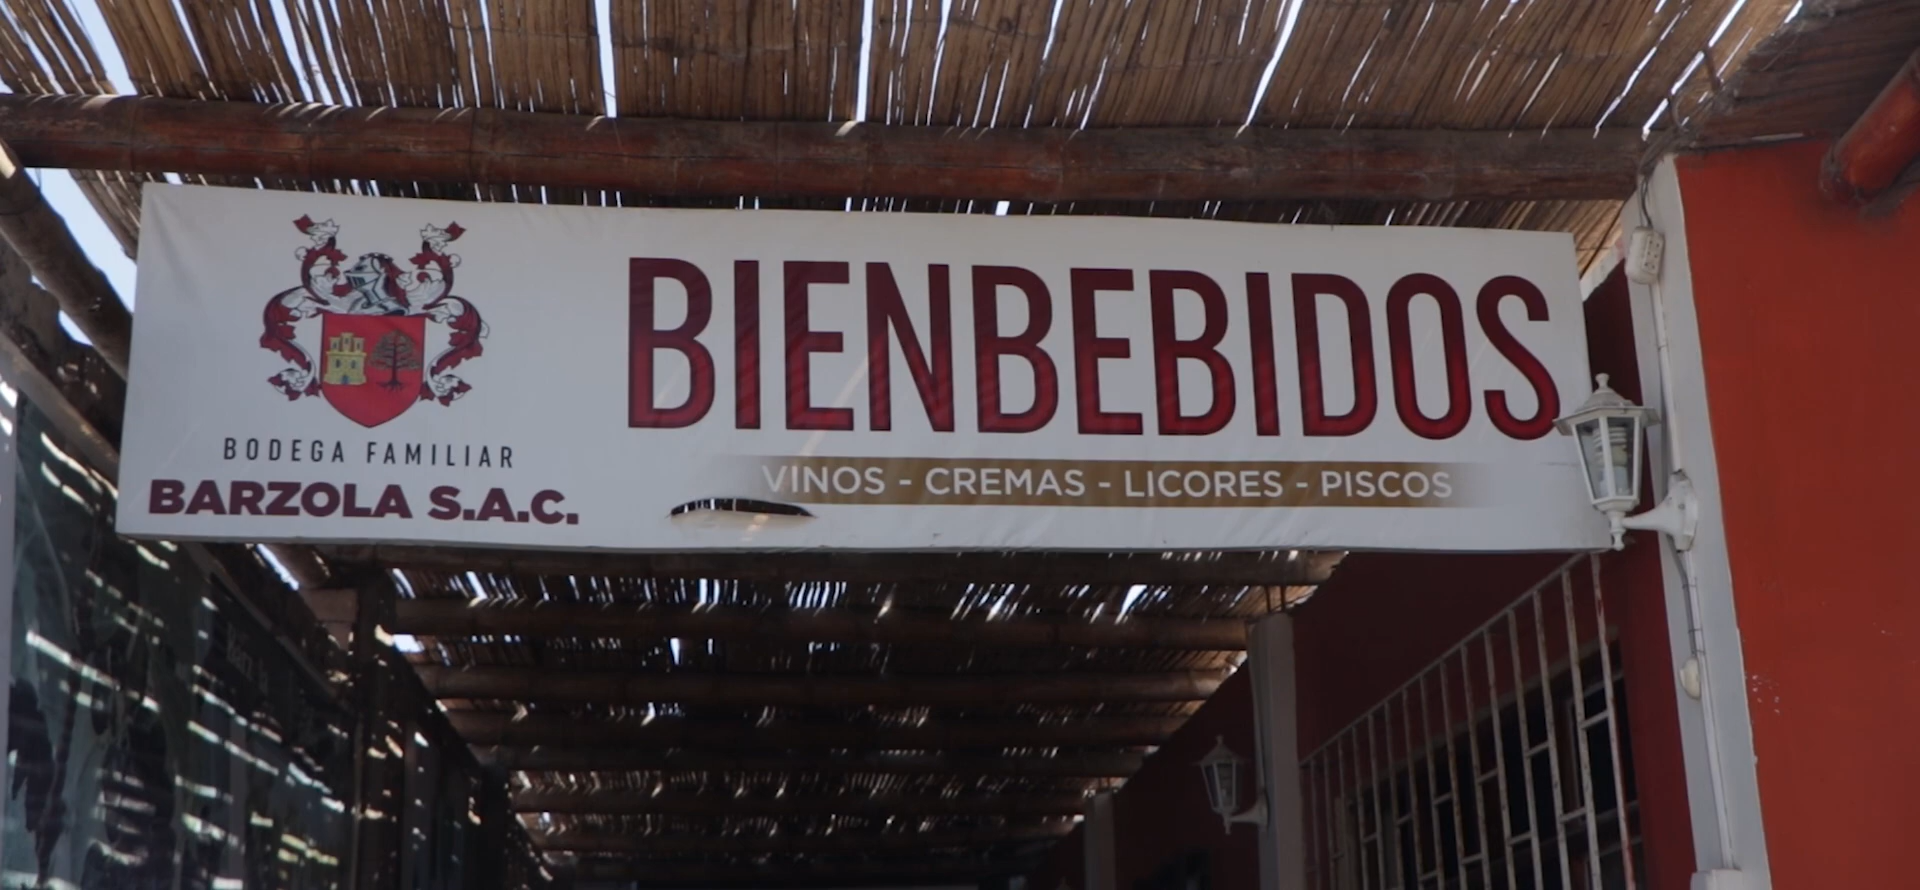 BODEGA FAMILIAR
BARZOLA S.A.C.
BIENBEBIDOS
VINOS - CREMAS - LICORES - PISCOS